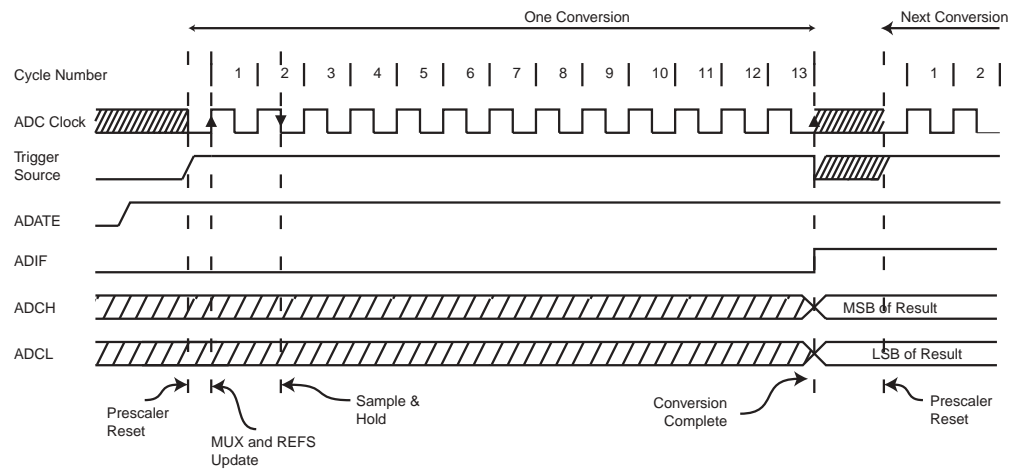 One Conversion
Next Conversion
Cycle Number
1 2 3 4 5 6 7 8 9 10 11 12 13 1 2
ADC Clock
Trigger
Source
ADATE
ADIF
ADCH
MSB of Result
ADCL
LSB of Result
Prescaler
Reset
MUX and REFS
Update
Sample &
Hold
Conversion
Complete
Prescaler
Reset